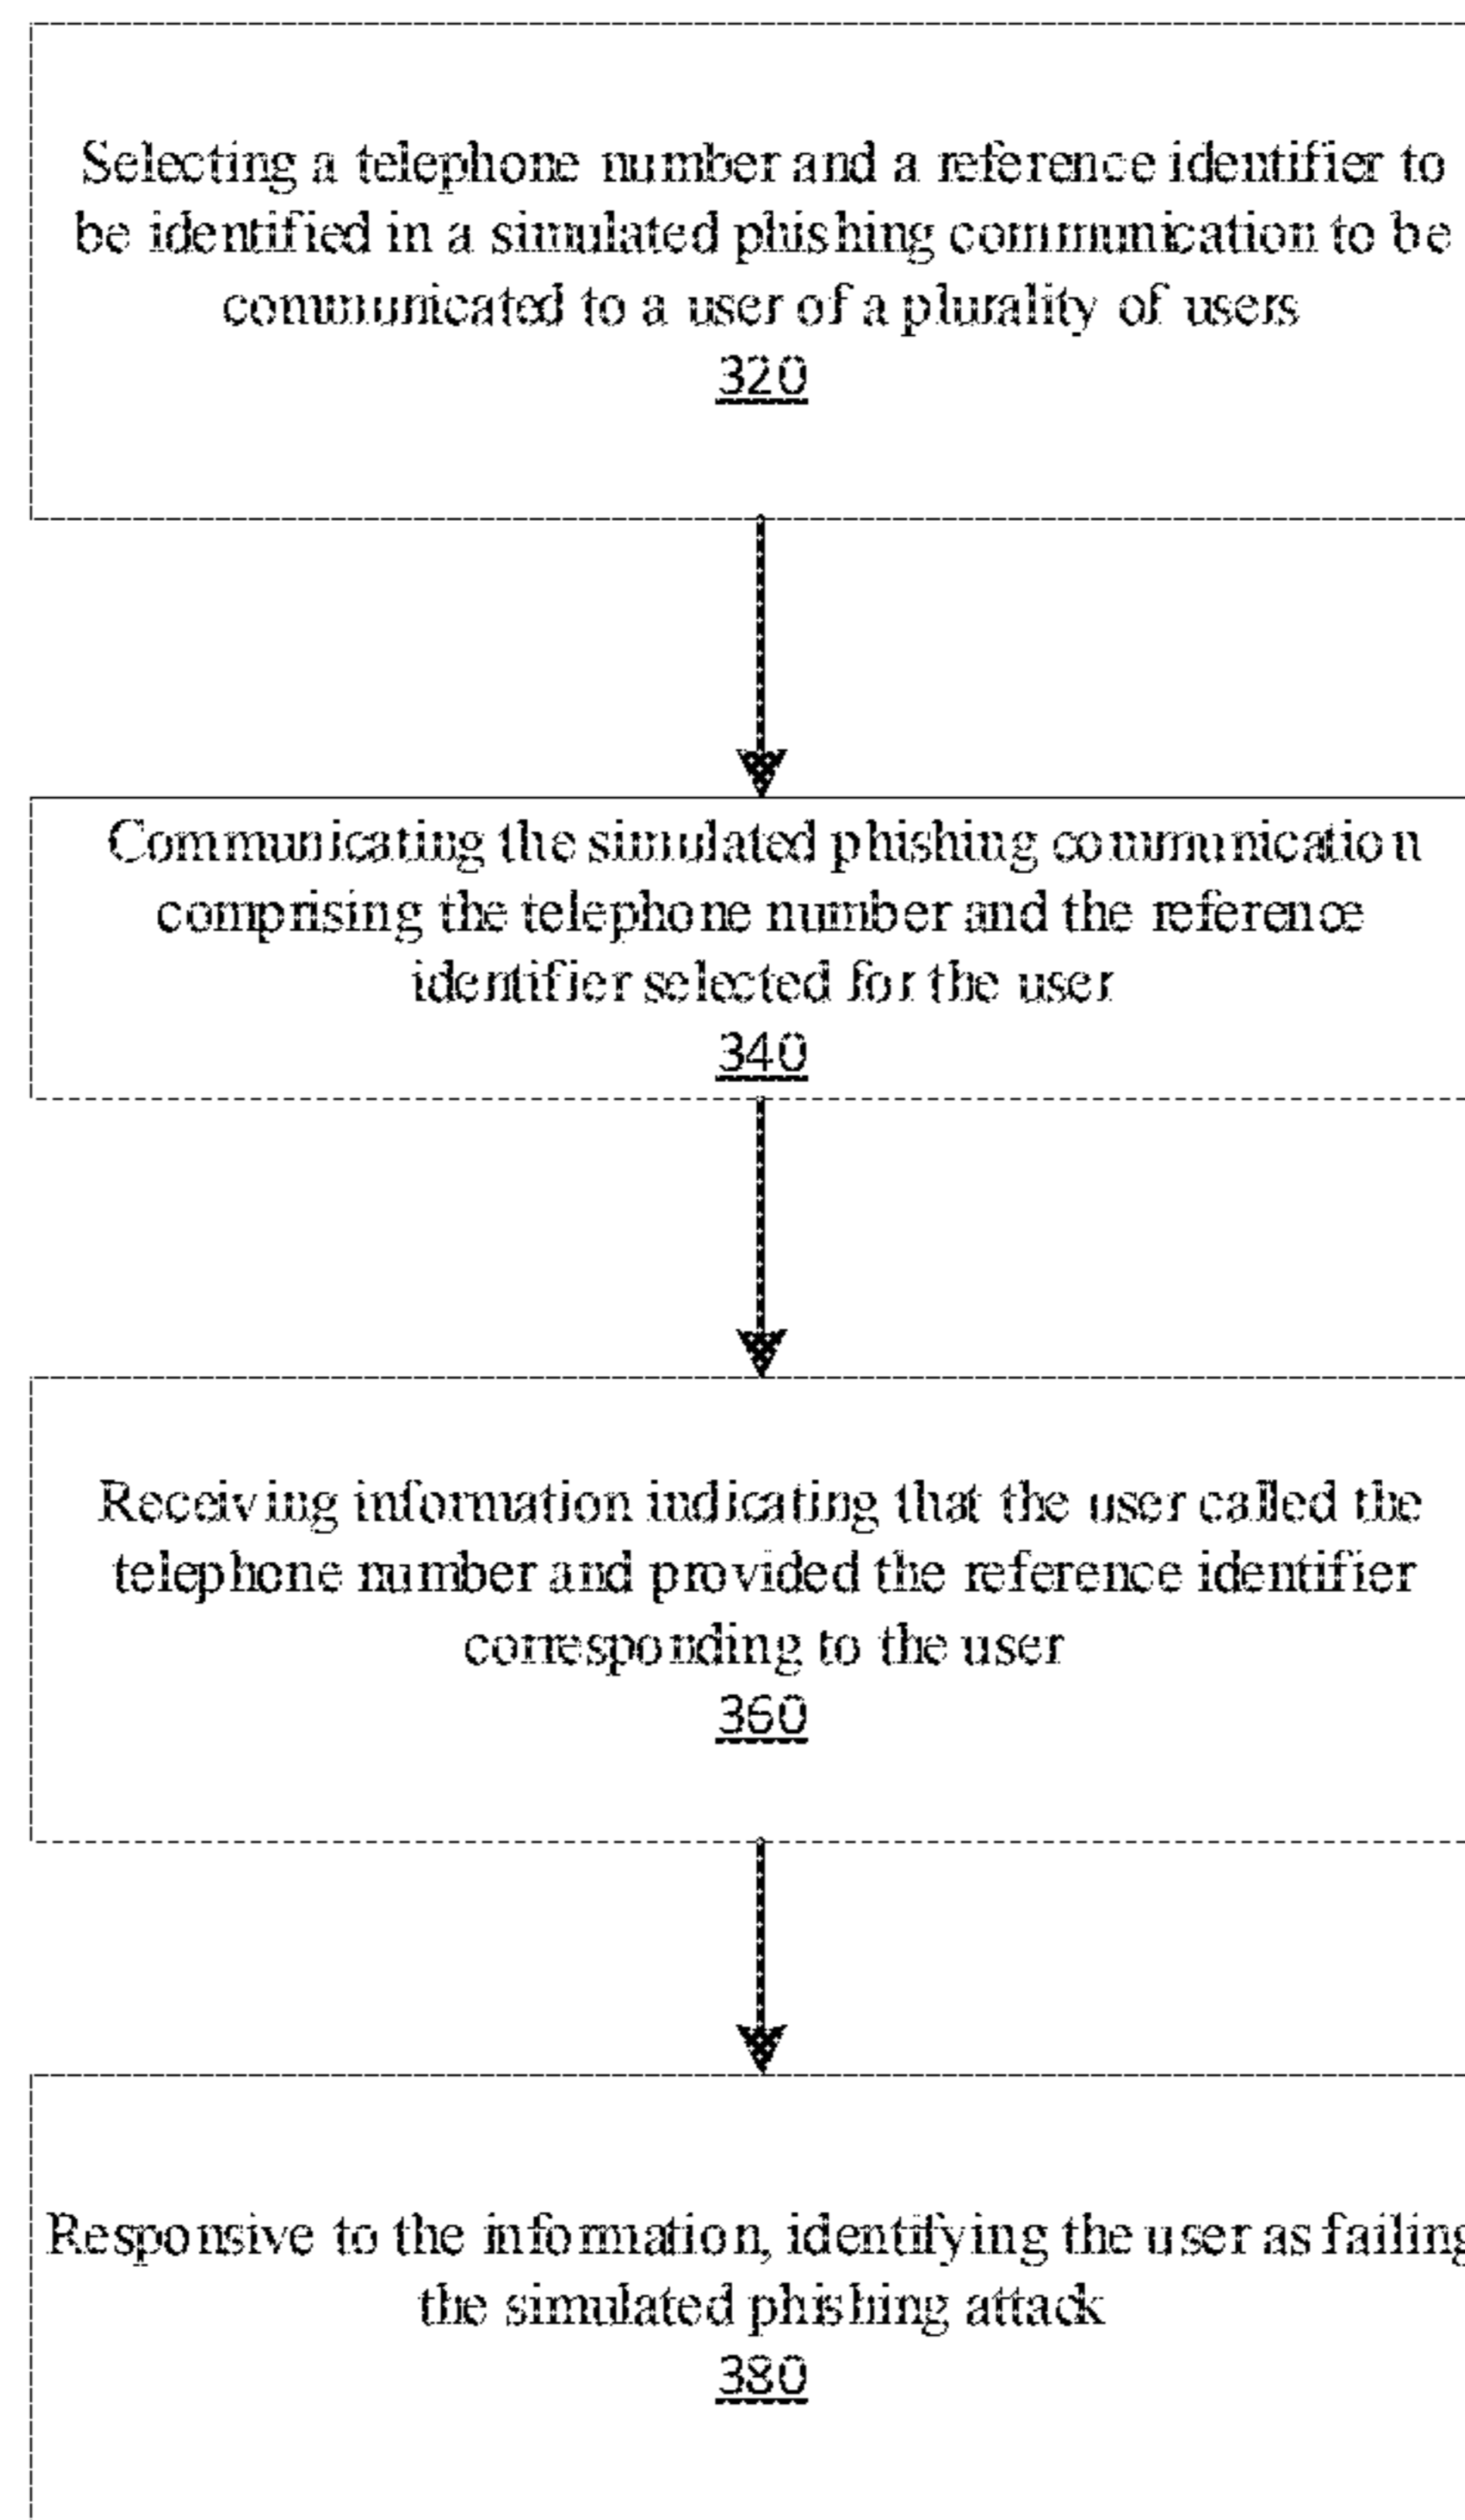 Selecting a telephone number and a reference identifier to
be identified in a simulated phishing communication to be
communicated to a user of a plurality of users
320
Communicating the simulated phishing communication
comprising the telephone number and the reference
identifier selected for the user
340
Receiving information indicating that the user called the
telephone number and provided the reference identifier
corresponding to the user
360
Responsive to the information, identifying the user as failing
the simulated phishing attack
380